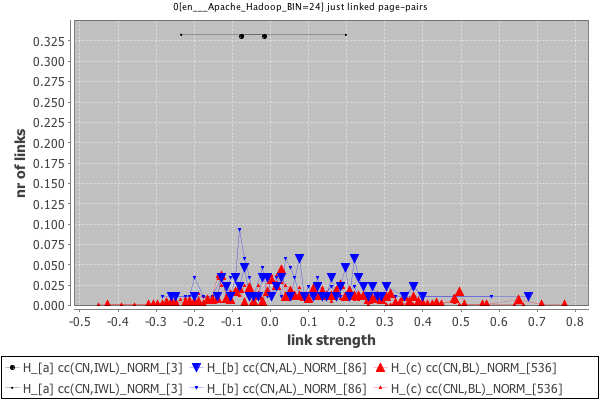 0[en___Apache_Hadoop_BIN=24] just linked page-pairs
nr of links
0.325
0.300
0.275
0.250
0.225
0.200
0.175
0.150
0.125
0.100
0.075
0.050
0.025
0.000
-0.5 -0.4 -0.3 -0.2 -0.1 -0.0 0.1 0.2 0.3 0.4 0.5 0.6 0.7 0.8
link strength
H_[a] cc(CN,IWL)_NORM_[3] H_[b] cc(CN,AL)_NORM_[86] H_(c) cc(CN,BL)_NORM_[536]
H_[a] cc(CN,IWL)_NORM_[3] H_[b] cc(CN,AL)_NORM_[86] H_(c) cc(CNL,BL)_NORM_[536]